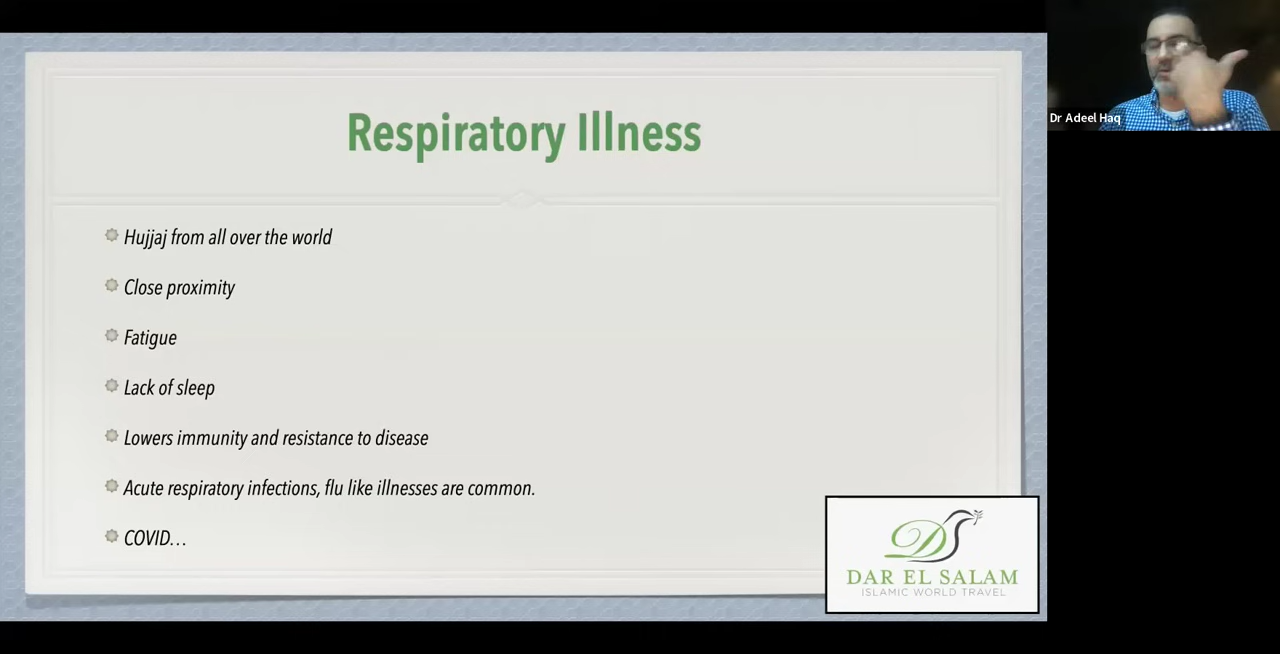 Respiratory Illness
Hujjaj from all over the world
Close proximity
Fatigue
Lack of sleep
Lowers immunity and resistance to disease
Acute respiratory infections, flu like illnesses are common.
COVID…
DS
DAR EL SALAM
ISLAMIC WORLD TRAVEL
Dr Adeel Haq